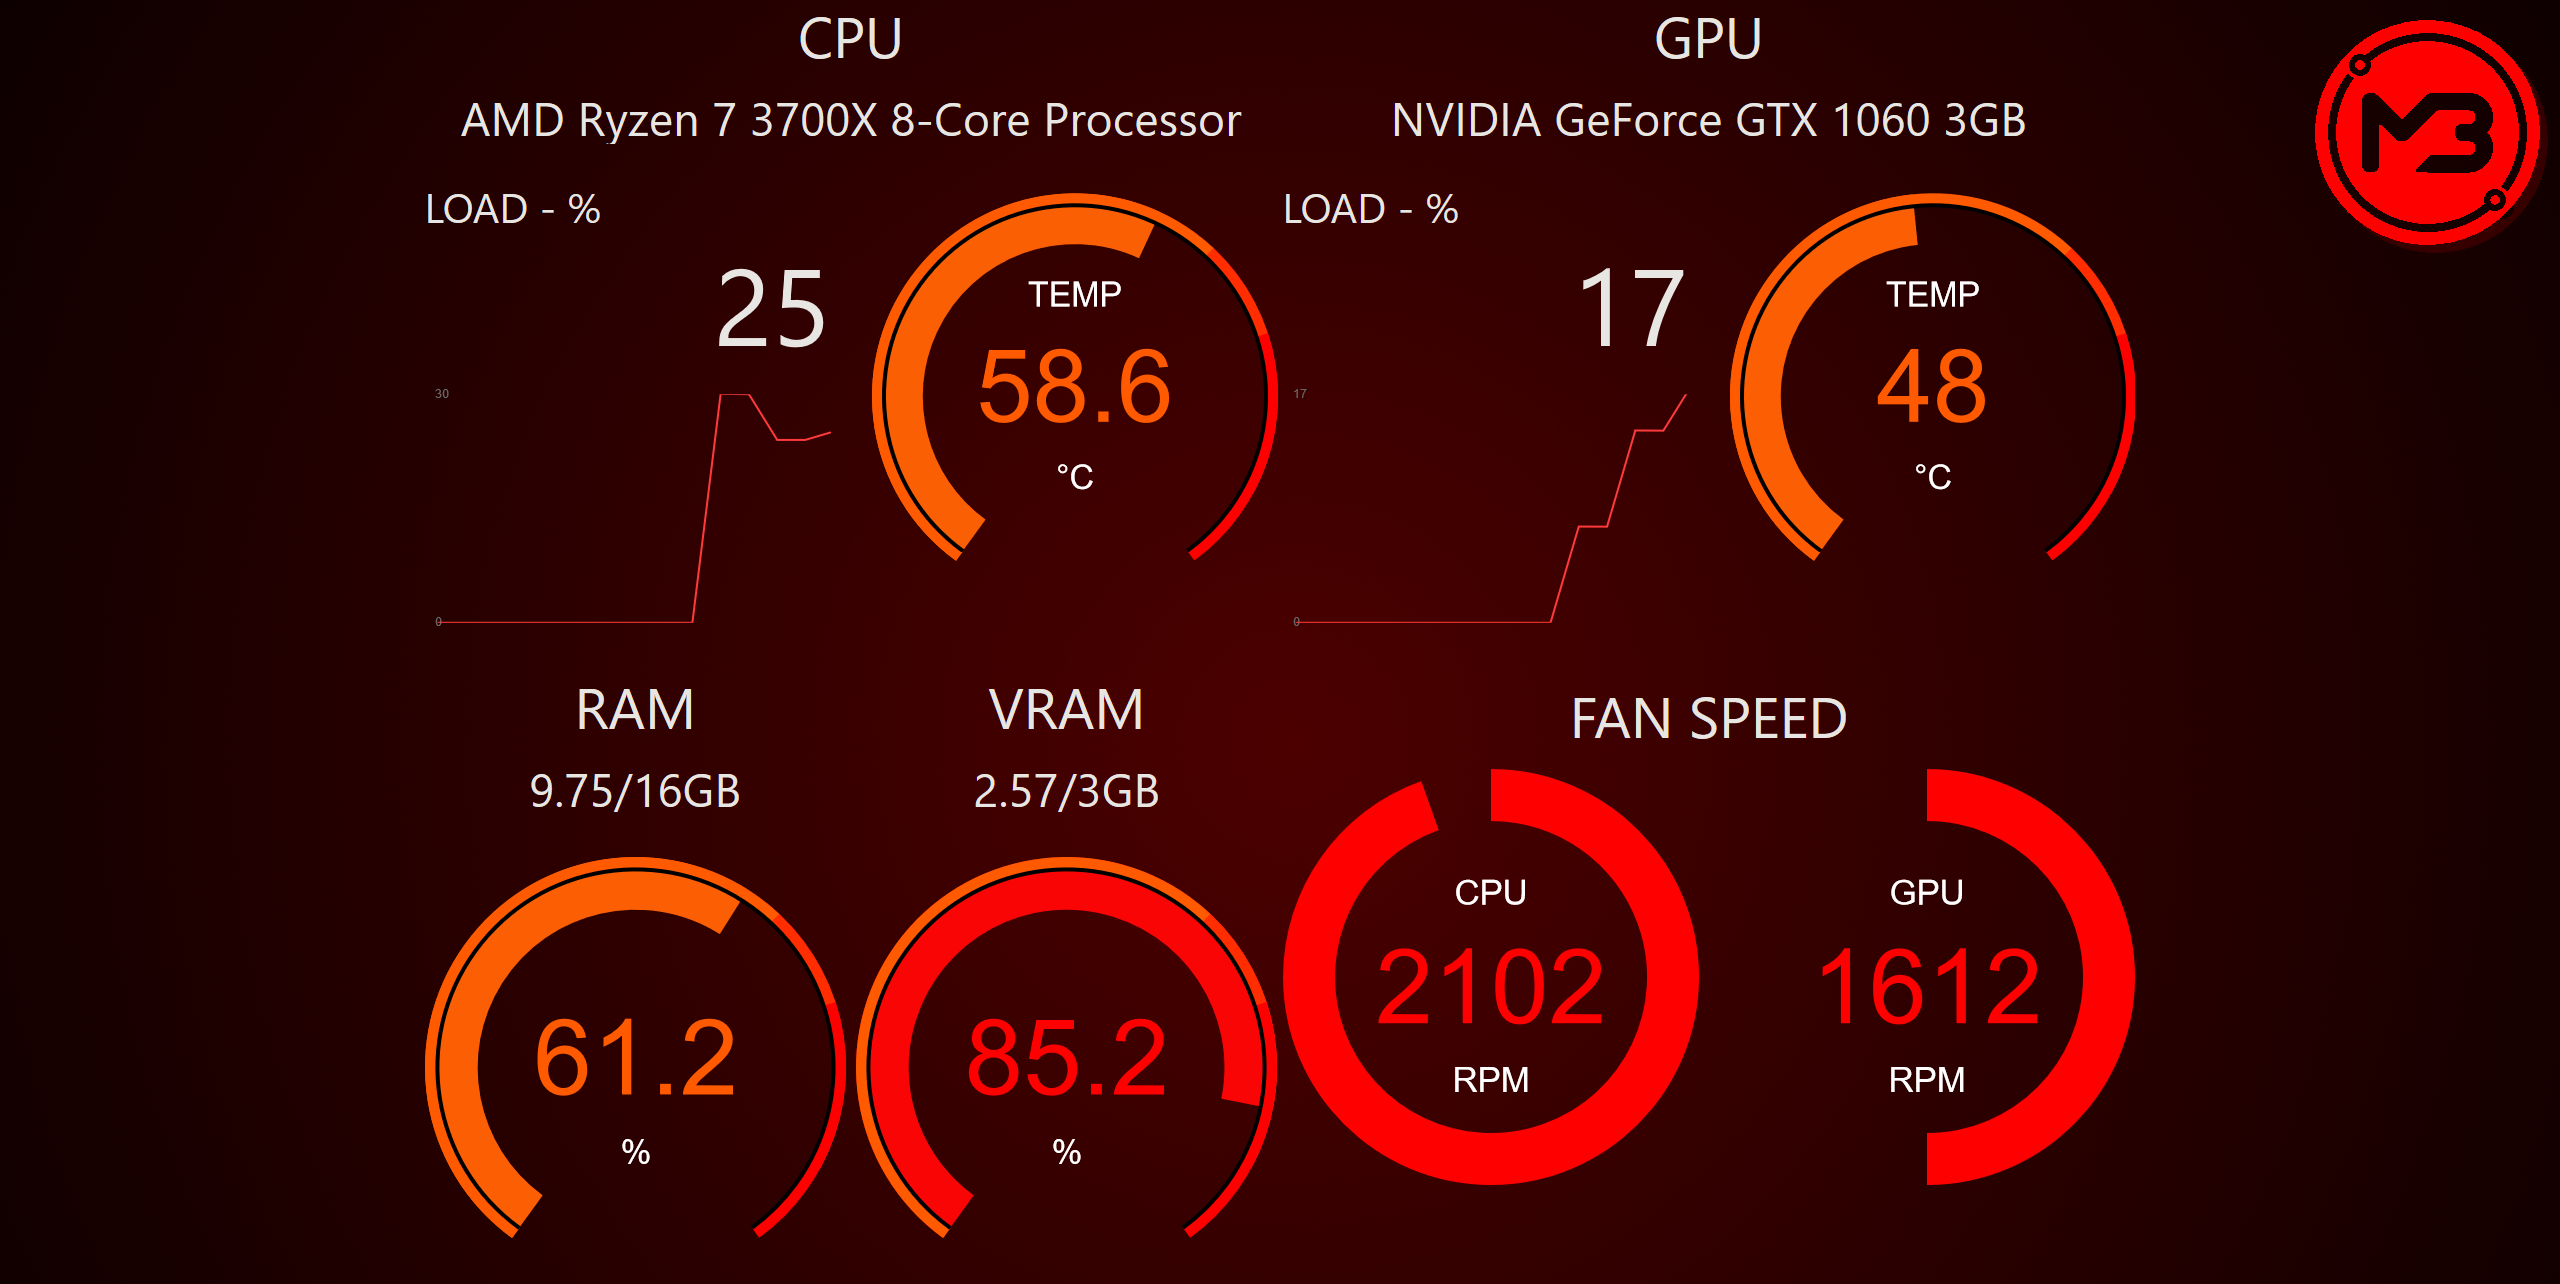 CPU
AMD Ryzen 7 3700X 8-Core Processor
LOAD - %
25
30
0
TEMP
58.6
°C
GPU
NVIDIA GeForce GTX 1060 3GB
LOAD - %
17
17
0
TEMP
48
°C
M3
RAM
9.75/16GB
61.2
%
VRAM
2.57/3GB
85.2
%
FAN SPEED
CPU
2102
RPM
GPU
1612
RPM